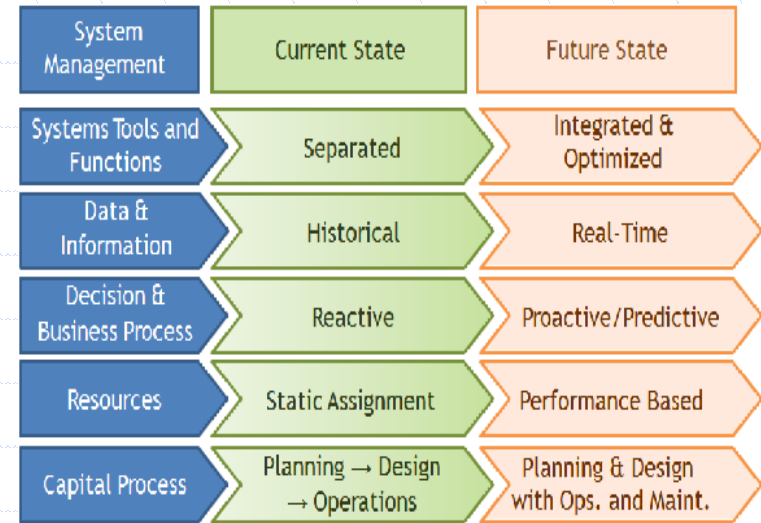 System
Management
Current State
Future State
Systems Tools and
Functions
Separated
Integrated &
Optimized
Data &
Information
Historical
Real-Time
Decision &
Business Process
Reactive
Proactive/Predictive
Resources
Static Assignment
Performance Based
Capital Process
Planning → Design
→ Operations
Planning & Design
with Ops. and Maint.